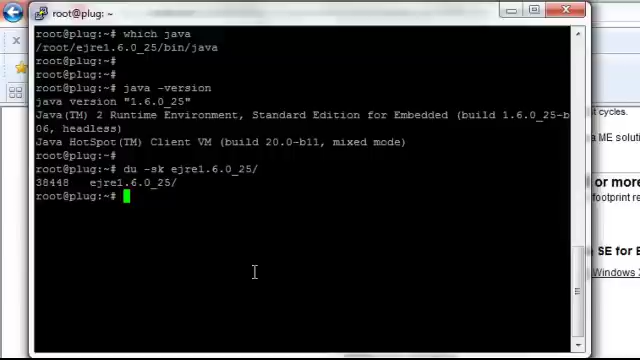 root@plug: ~
root@plug:~# which java
/root/ejre1.6.0_25/bin/java
root@plug:~#
root@plug:~#
root@plug:~# java -version
java version "1.6.0_25"
Java(TM) 2 Runtime Environment, Standard Edition for Embedded (build 1.6.0_25-b
06, headless)
Java HotSpot(TM) Client VM (build 20.0-b11, mixed mode)
root@plug:~#
root@plug:~# du -sk ejre1.6.0_25/
38448 ejre1.6.0_25/
root@plug:~#
st cycles.
a ME solution
or more
footprint re
SE for E
Windows